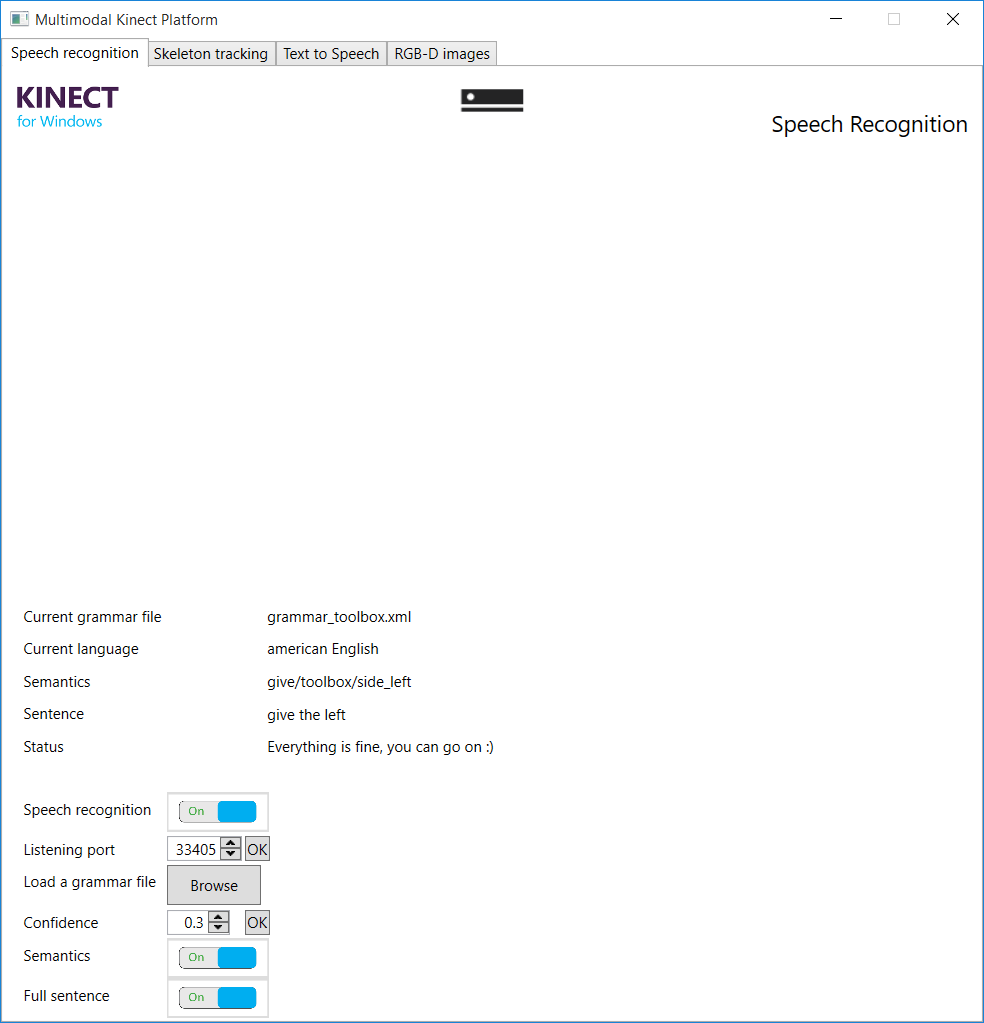 Multimodal Kinect Platform
Speech recognition Skeleton tracking Text to Speech RGB-D images
KINECT
for Windows
Speech Recognition
Current grammar file grammar_toolbox.xml
Current language american English
Semantics give/toolbox/side_left
Sentence give the left
Status Everything is fine, you can go on :)
Speech recognition On
Listening port 33405 OK
Load a grammar file Browse
Confidence 0.3 OK
Semantics On
Full sentence On